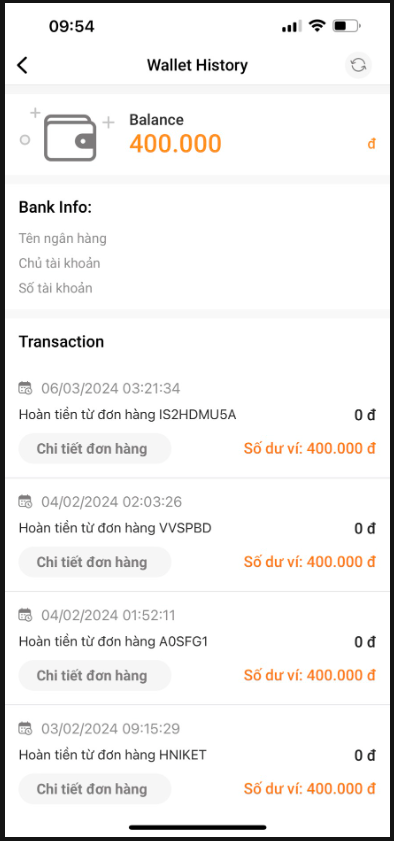 09:54
Wallet History
Balance
400.000 đ
Bank Info:
Tên ngân hàng
Chủ tài khoản
Số tài khoản
Transaction
06/03/2024 03:21:34
Hoàn tiền từ đơn hàng IS2HDMU5A 0 đ
Chi tiết đơn hàng Số dư ví: 400.000 đ
04/02/2024 02:03:26
Hoàn tiền từ đơn hàng VVSPBD 0 đ
Chi tiết đơn hàng Số dư ví: 400.000 đ
04/02/2024 01:52:11
Hoàn tiền từ đơn hàng A0SFG1 0 đ
Chi tiết đơn hàng Số dư ví: 400.000 đ
03/02/2024 09:15:29
Hoàn tiền từ đơn hàng HNIKET 0 đ
Chi tiết đơn hàng Số dư ví: 400.000 đ